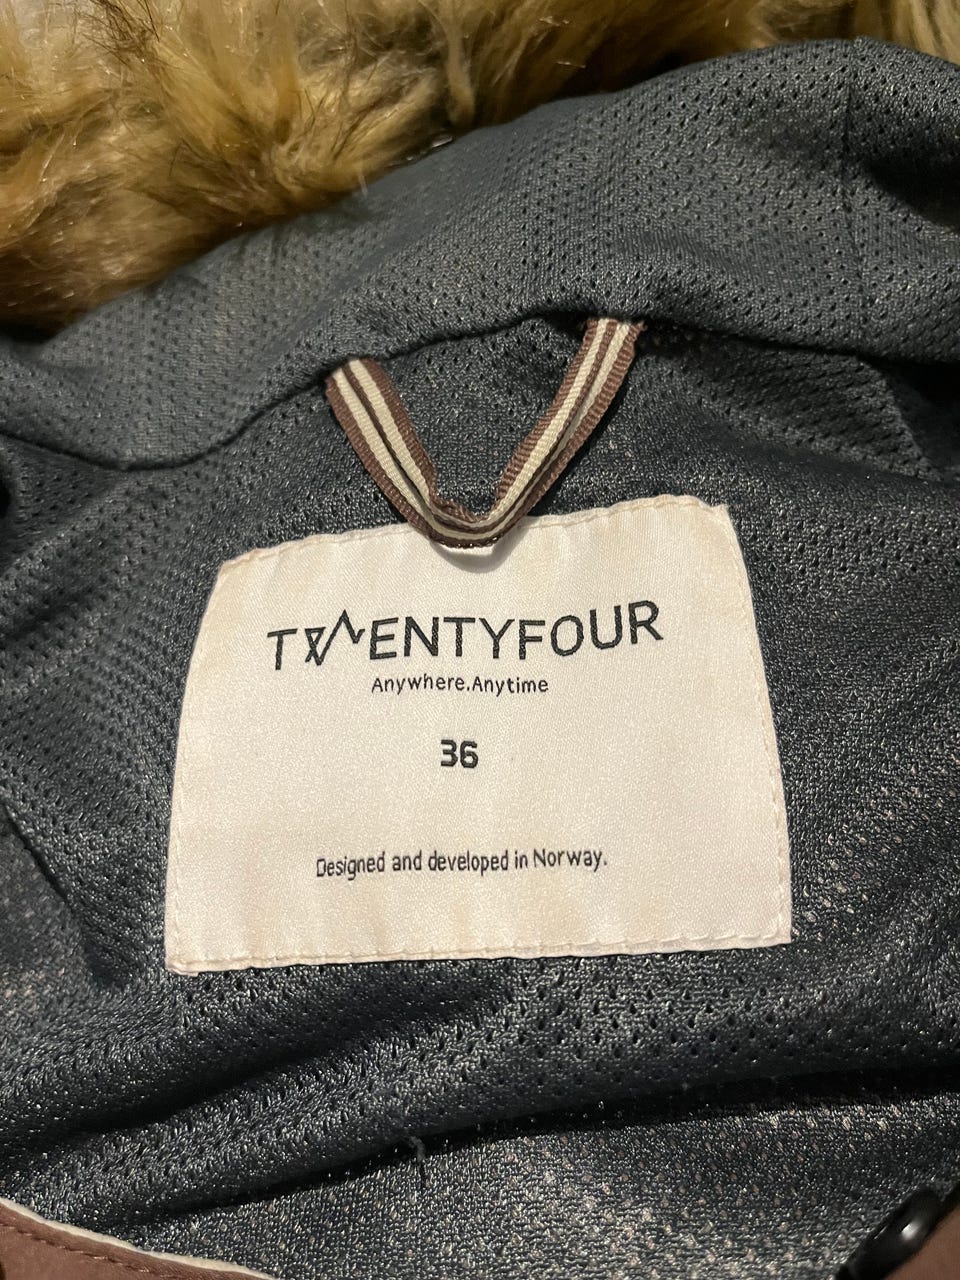 TWENTYFOUR
Anywhere.Anytime
36
Designed and developed in Norway.